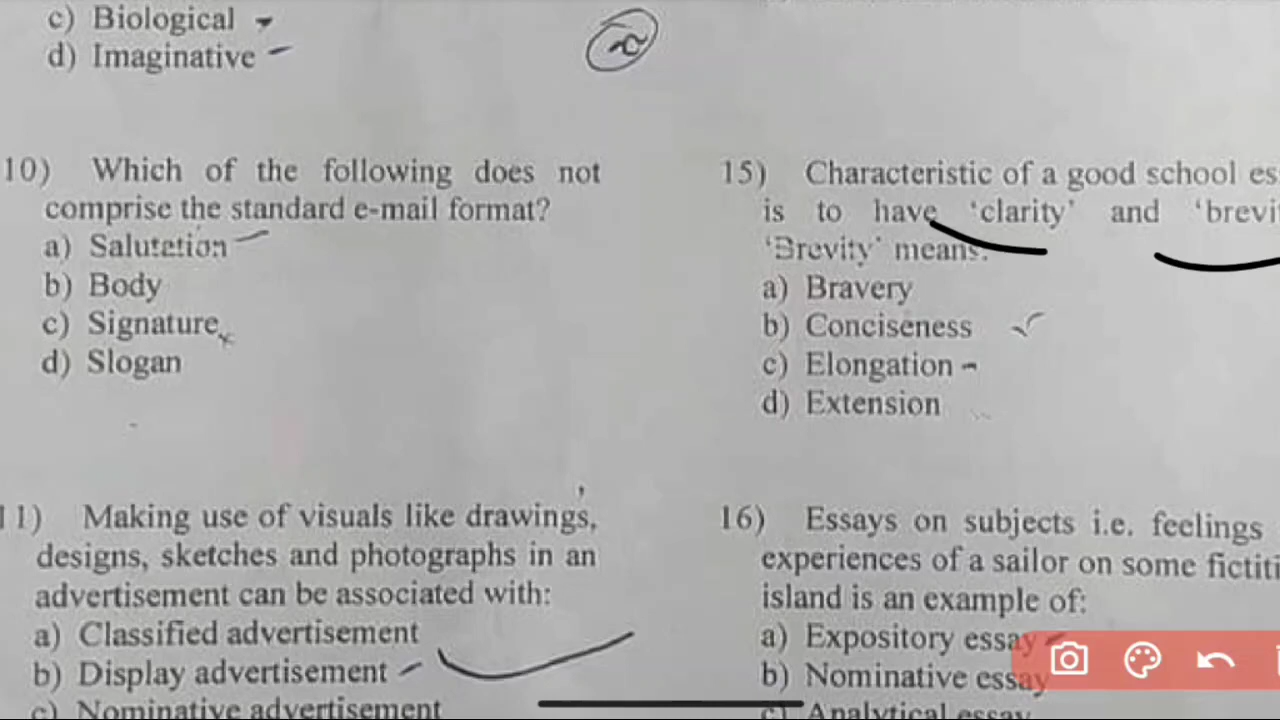 c) Biological
d) Imaginative
10) Which of the following does not
comprise the standard e-mail format?
a) Salutation
b) Body
c) Signature
d) Slogan
11) Making use of visuals like drawings,
designs, sketches and photographs in an
advertisement can be associated with:
a) Classified advertisement
b) Display advertisement
c) Nominative advertisement
15) Characteristic of a good school es
is to have ‘clarity’ and ‘brevi
‘Brevity’ means:
a) Bravery
b) Conciseness
c) Elongation
d) Extension
16) Essays on subjects i.e. feelings
experiences of a sailor on some fictiti
island is an example of:
a) Expository essay
b) Nominative essay
c) Analytical essay